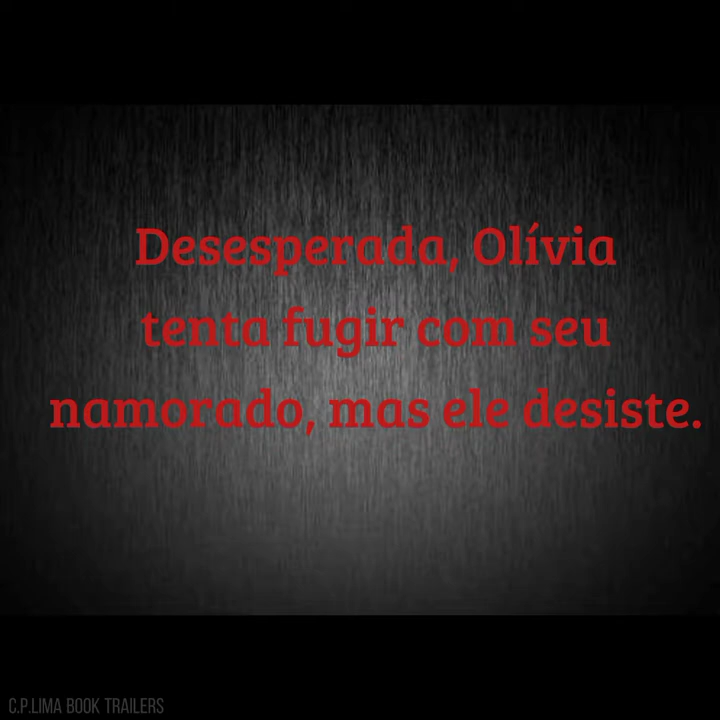 Desesperada, Olívia
tenta fugir com seu
namorado, mas ele desiste.
C.P.LIMA BOOK TRAILERS